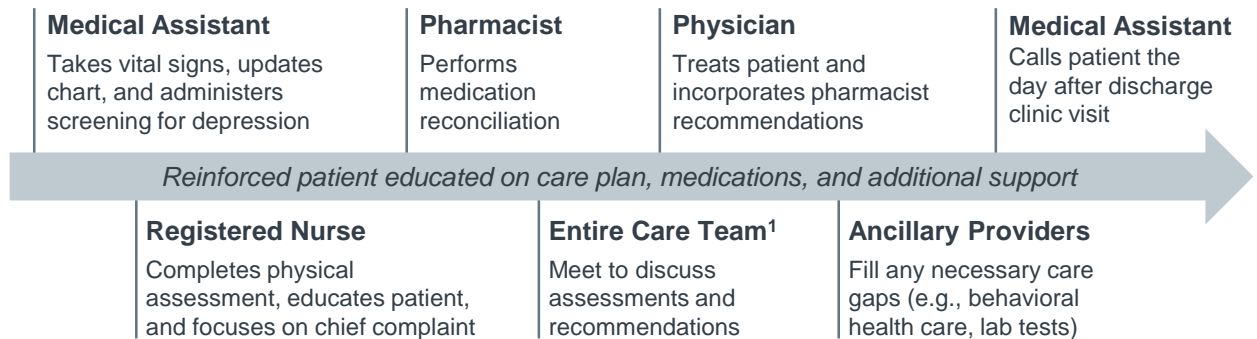 Medical Assistant
Takes vital signs, updates
chart, and administers
screening for depression
Pharmacist
Performs
medication
reconciliation
Physician
Treats patient and
incorporates pharmacist
recommendations
Medical Assistant
Calls patient the
day after discharge
clinic visit
Reinforced patient educated on care plan, medications, and additional support
Registered Nurse
Completes physical
assessment, educates patient,
and focuses on chief complaint
Entire Care Team¹
Meet to discuss
assessments and
recommendations
Ancillary Providers
Fill any necessary care
gaps (e.g., behavioral
health care, lab tests)